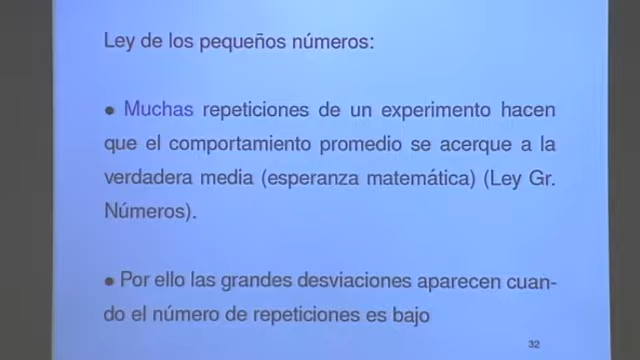 Ley de los pequeños números:
● Muchas repeticiones de un experimento hacen
que el comportamiento promedio se acerque a la
verdadera media (esperanza matemática) (Ley Gr.
Números).
● Por ello las grandes desviaciones aparecen cuan-
do el número de repeticiones es bajo
32